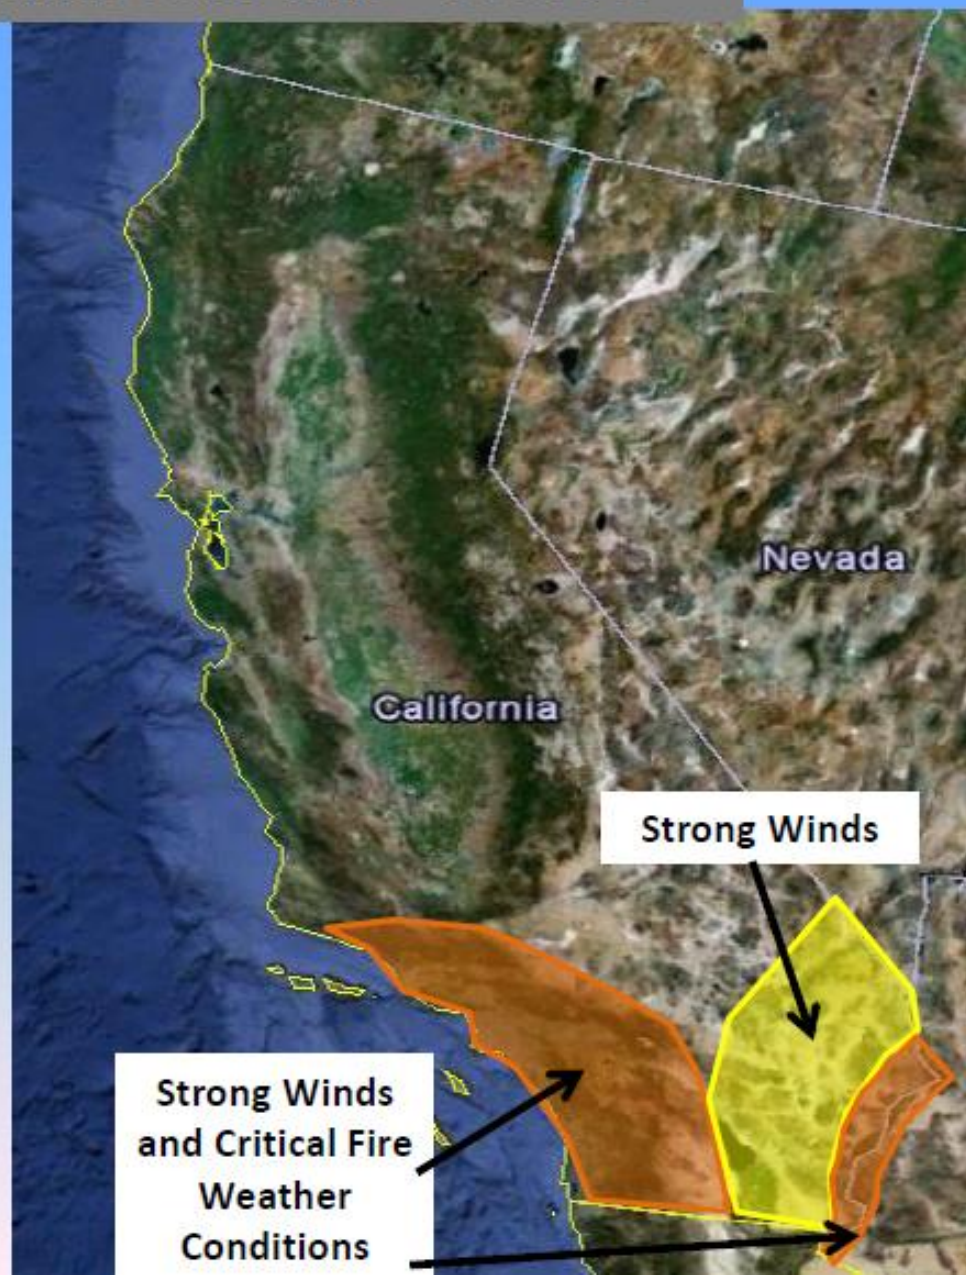 Nevada
California
Strong Winds
Strong Winds
and Critical Fire
Weather
Conditions